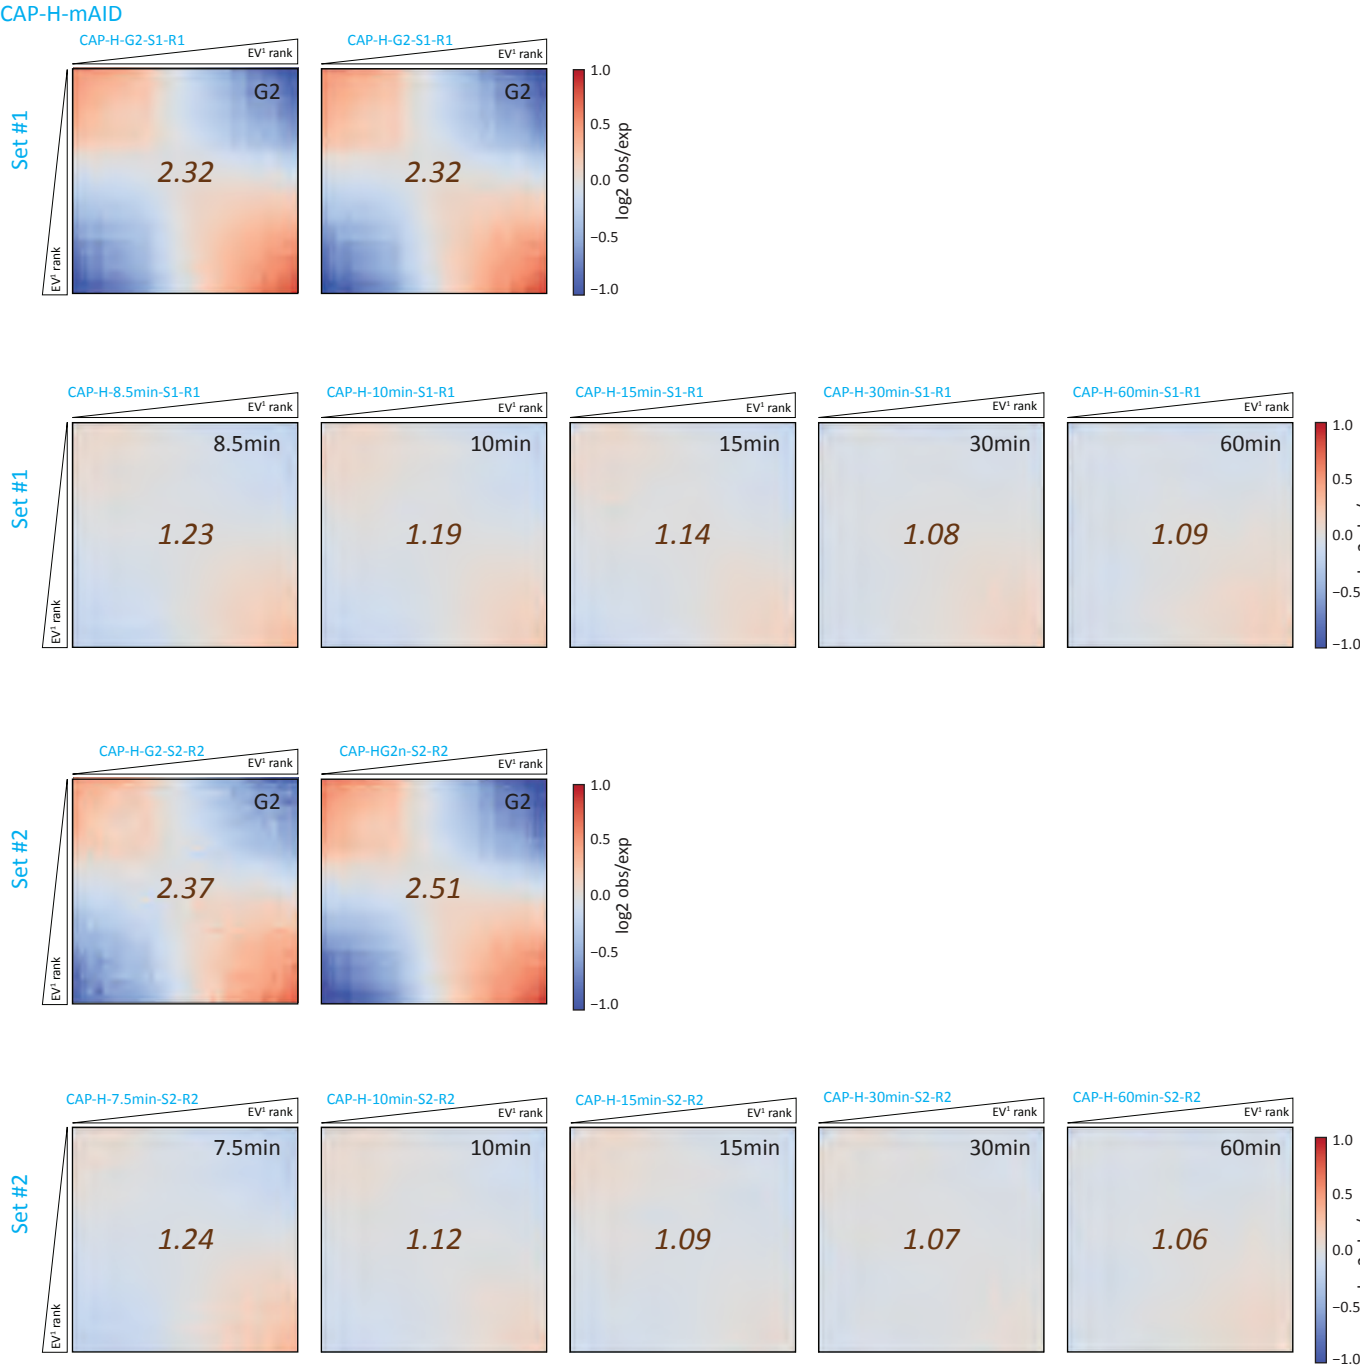 CAP-H-mAID
CAP-H-G2-S1-R1
CAP-H-G2-S1-R1
EV¹ rank
EV¹ rank
Set #1
EV¹ rank
G2
2.32
G2
2.32
1.0
0.5
0.0
−0.5
−1.0
log2 obs/exp
CAP-H-8.5min-S1-R1
CAP-H-10min-S1-R1
CAP-H-15min-S1-R1
CAP-H-30min-S1-R1
CAP-H-60min-S1-R1
EV¹ rank
EV¹ rank
EV¹ rank
EV¹ rank
EV¹ rank
Set #1
EV¹ rank
8.5min
1.23
10min
1.19
15min
1.14
30min
1.08
60min
1.09
1.0
0.5
0.0
−0.5
−1.0
CAP-H-G2-S2-R2
CAP-HG2n-S2-R2
EV¹ rank
EV¹ rank
Set #2
EV¹ rank
G2
2.37
G2
2.51
1.0
0.5
0.0
−0.5
−1.0
log2 obs/exp
CAP-H-7.5min-S2-R2
CAP-H-10min-S2-R2
CAP-H-15min-S2-R2
CAP-H-30min-S2-R2
CAP-H-60min-S2-R2
EV¹ rank
EV¹ rank
EV¹ rank
EV¹ rank
EV¹ rank
Set #2
EV¹ rank
7.5min
1.24
10min
1.12
15min
1.09
30min
1.07
60min
1.06
1.0
0.5
0.0
−0.5
−1.0